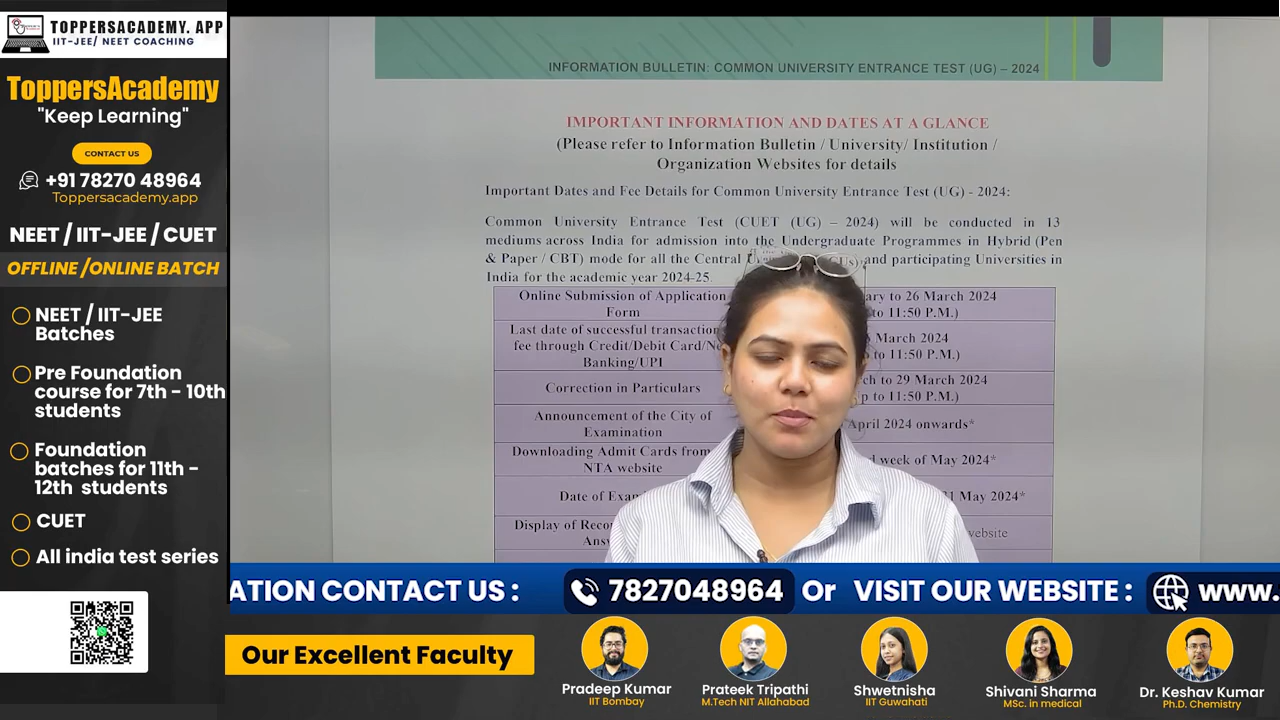 TOPPERSACADEMY. APP
IIT-JEE/ NEET COACHING
ToppersAcademy
"Keep Learning"
CONTACT US
+91 78270 48964
Toppersacademy.app
NEET / IIT-JEE / CUET
OFFLINE /ONLINE BATCH
NEET / IIT-JEE
Batches
Pre Foundation
course for 7th - 10th
students
Foundation
batches for 11th -
12th students
CUET
All india test series
INFORMATION BULLETIN: COMMON UNIVERSITY ENTRANCE TEST (UG) – 2024
IMPORTANT INFORMATION AND DATES AT A GLANCE
(Please refer to Information Bulletin / University/ Institution /
Organization Websites for details
Important Dates and Fee Details for Common University Entrance Test (UG) - 2024:
Common University Entrance Test (CUET (UG) – 2024) will be conducted in 13
mediums across India for admission into the Undergraduate Programmes in Hybrid (Pen
& Paper / CBT) mode for all the Central and participating Universities in
India for the academic year 2024-25.
Online Submission of Application
Form
to 26 March 2024
to 11:50 P.M.)
Last date of successful transaction
fee through Credit/Debit Card/
Banking/UPI
March 2024
to 11:50 P.M.)
Correction in Particulars
to 29 March 2024
to 11:50 P.M.)
Announcement of the City of
Examination
April 2024 onwards*
Downloading Admit Cards from
NTA website
week of May 2024*
Date of
May 2024*
Display of
website
ATION CONTACT US :
7827048964
Or
VISIT OUR WEBSITE :
www.
Our Excellent Faculty
Pradeep Kumar
IIT Bombay
Prateek Tripathi
M.Tech NIT Allahabad
Shwetnisha
IIT Guwahati
Shivani Sharma
MSc. in medical
Dr. Keshav Kumar
Ph.D. Chemistry